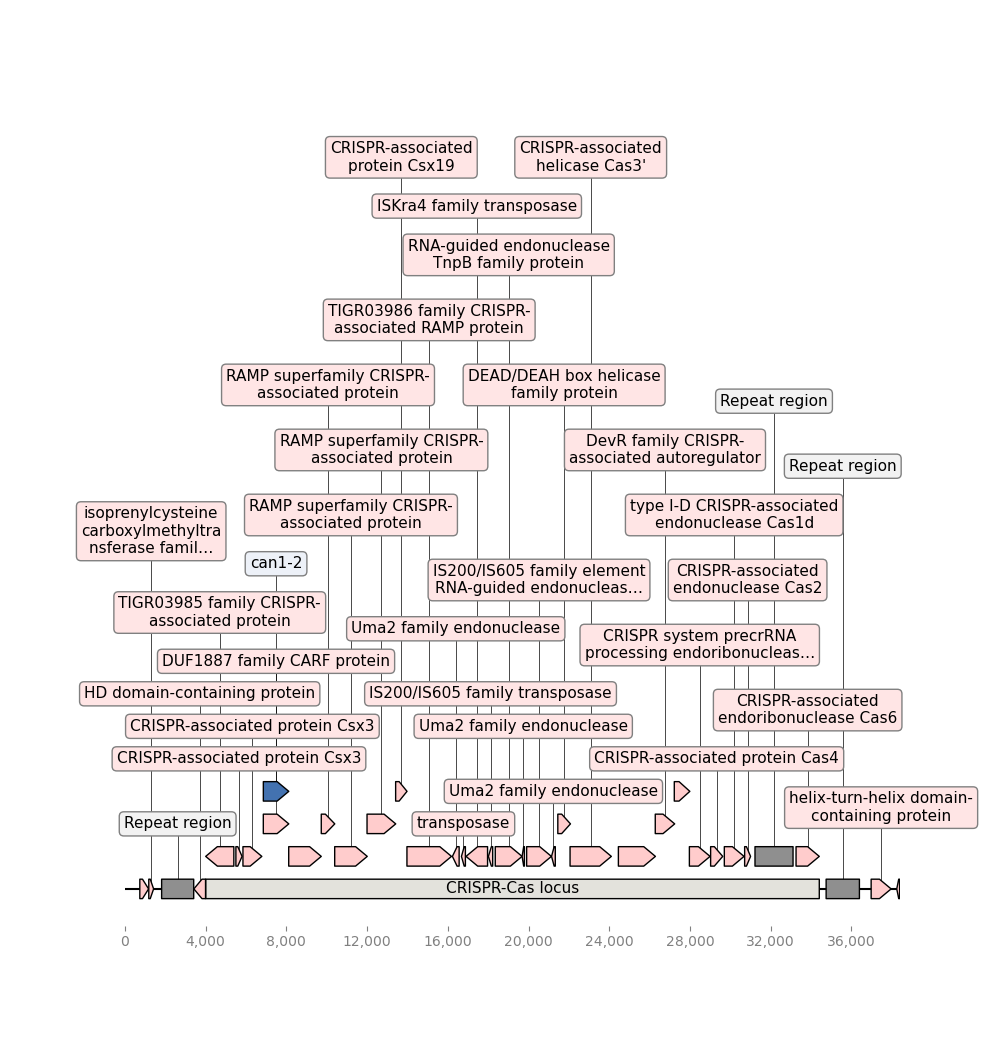 CRISPR-associated
protein Csx19
CRISPR-associated
helicase Cas3'
ISKra4 family transposase
RNA-guided endonuclease
TnpB family protein
TIGR03986 family CRISPR-
associated RAMP protein
RAMP superfamily CRISPR-
associated protein
DEAD/DEAH box helicase
family protein
Repeat region
RAMP superfamily CRISPR-
associated protein
DevR family CRISPR-
associated autoregulator
Repeat region
RAMP superfamily CRISPR-
associated protein
type I-D CRISPR-associated
endonuclease Cas1d
isoprenylcysteine
carboxylmethyltra
nsferase famil...
can1-2
IS200/IS605 family element
RNA-guided endonucleas...
CRISPR-associated
endonuclease Cas2
TIGR03985 family CRISPR-
associated protein
Uma2 family endonuclease
CRISPR system precrRNA
processing endoribonucleas...
DUF1887 family CARF protein
HD domain-containing protein
IS200/IS605 family transposase
CRISPR-associated
endoribonuclease Cas6
CRISPR-associated protein Csx3
Uma2 family endonuclease
CRISPR-associated protein Csx3
CRISPR-associated protein Cas4
Uma2 family endonuclease
helix-turn-helix domain-
containing protein
Repeat region
transposase
CRISPR-Cas locus
0
4,000
8,000
12,000
16,000
20,000
24,000
28,000
32,000
36,000